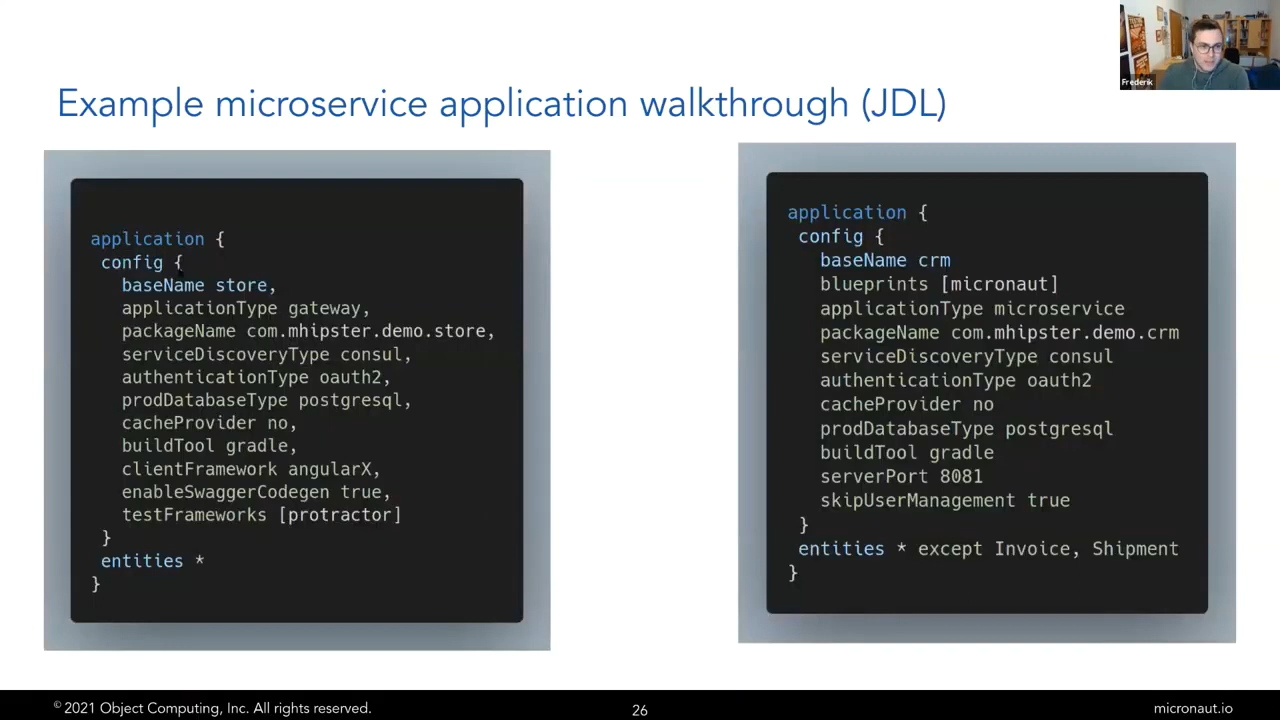 Frederik
Example microservice application walkthrough (JDL)
application {
config {
baseName store,
applicationType gateway,
packageName com.mhipster.demo.store,
serviceDiscoveryType consul,
authenticationType oauth2,
prodDatabaseType postgresql,
cacheProvider no,
buildTool gradle,
clientFramework angularX,
enableSwaggerCodegen true,
testFrameworks [protractor]
}
entities *
}
application {
config {
baseName crm
blueprints [micronaut]
applicationType microservice
packageName com.mhipster.demo.crm
serviceDiscoveryType consul
authenticationType oauth2
cacheProvider no
prodDatabaseType postgresql
buildTool gradle
serverPort 8081
skipUserManagement true
}
entities * except Invoice, Shipment
}
© 2021 Object Computing, Inc. All rights reserved.
26
micronaut.io